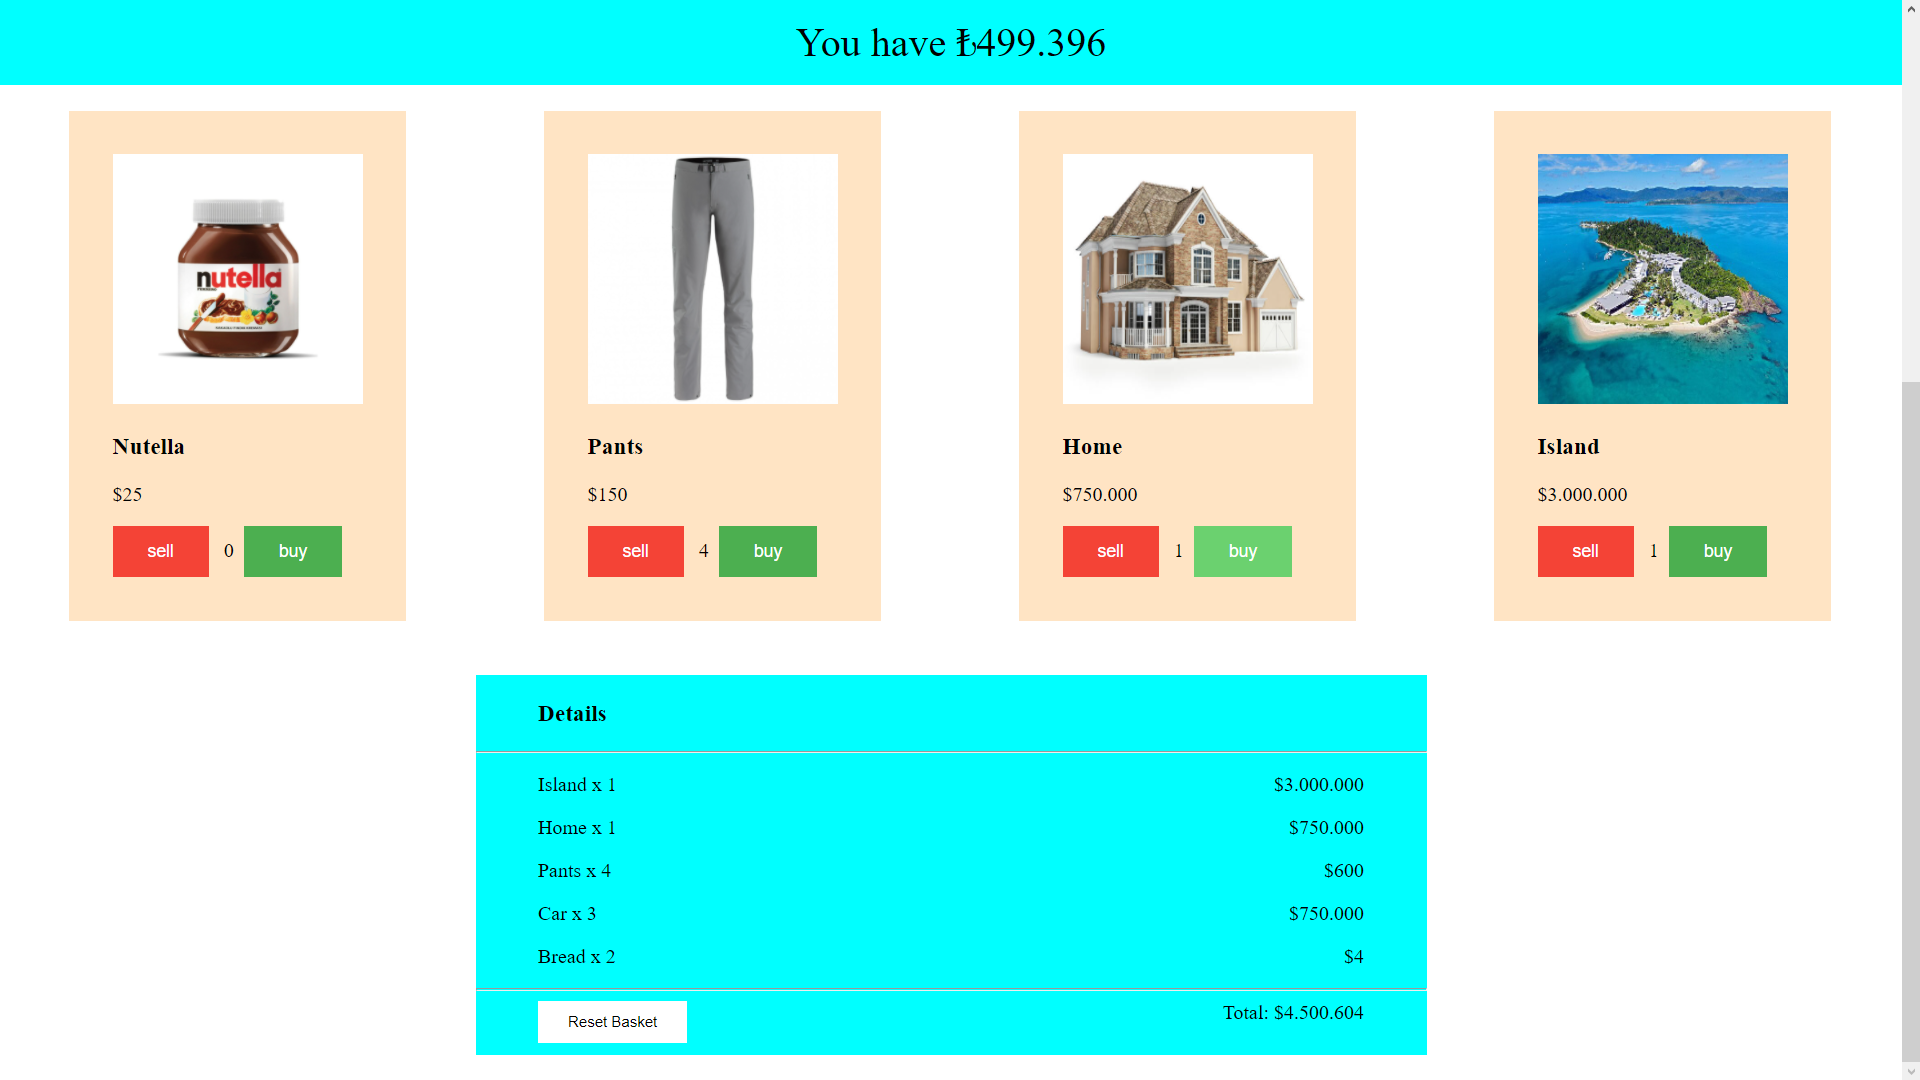 You have ₺499.396
nutella
Nutella
$25
sell 0 buy
Pants
$150
sell 4 buy
Home
$750.000
sell 1 buy
Island
$3.000.000
sell 1 buy
Details
Island x 1 $3.000.000
Home x 1 $750.000
Pants x 4 $600
Car x 3 $750.000
Bread x 2 $4
Reset Basket Total: $4.500.604